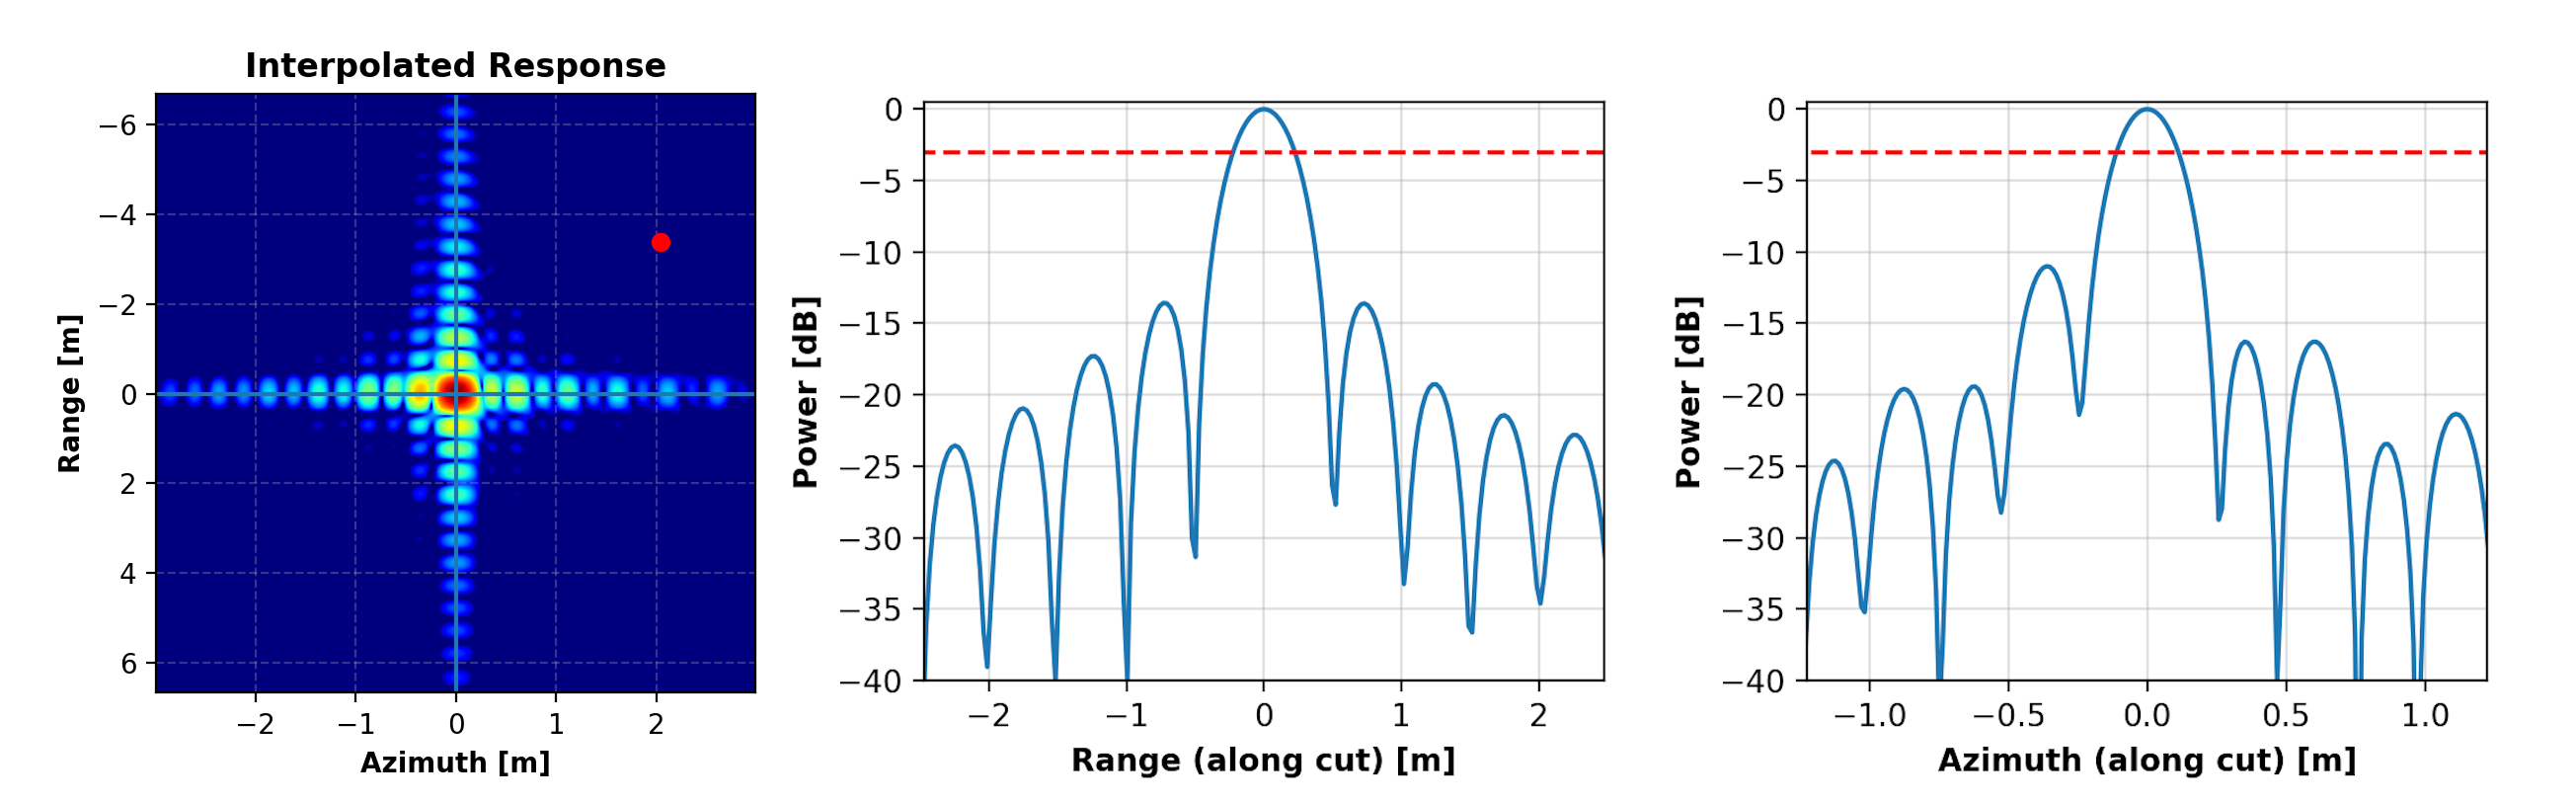 Interpolated Response
−6
−4
−2
0
2
4
6
Range [m]
−2 −1 0 1 2
Azimuth [m]
0
−5
−10
−15
−20
−25
−30
−35
−40
Power [dB]
−2 −1 0 1 2
Range (along cut) [m]
0
−5
−10
−15
−20
−25
−30
−35
−40
Power [dB]
−1.0 −0.5 0.0 0.5 1.0
Azimuth (along cut) [m]